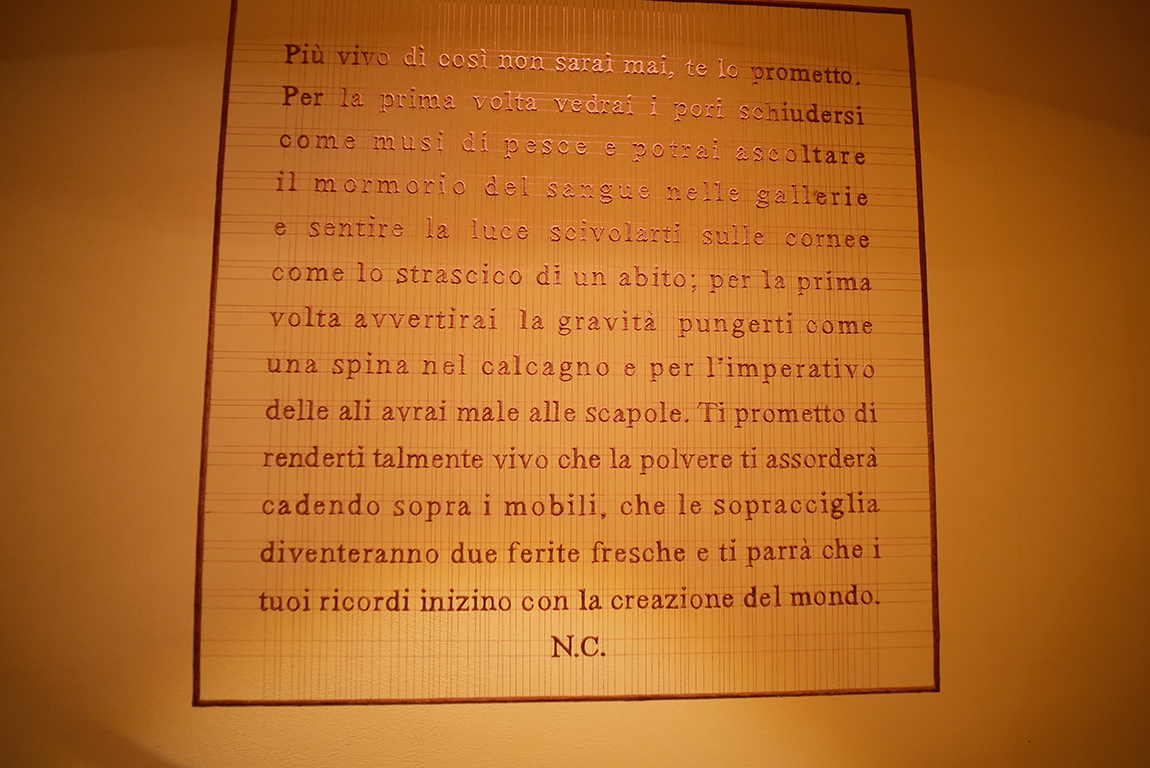 Più vivo di così non sarai mai, te lo prometto.
Per la prima volta vedrai i pori schiudersi
come musi di pesce e potrai ascoltare
il mormorio del sangue nelle gallerie
e sentire la luce scivolarti sulle cornee
come lo strascico di un abito; per la prima
volta avvertirai la gravità pungerti come
una spina nel calcagno e per l'imperativo
delle ali avrai male alle scapole. Ti prometto di
renderti talmente vivo che la polvere ti assorderà
cadendo sopra i mobili, che le sopracciglia
diventeranno due ferite fresche e ti parrà che i
tuoi ricordi inizino con la creazione del mondo.
N.C.